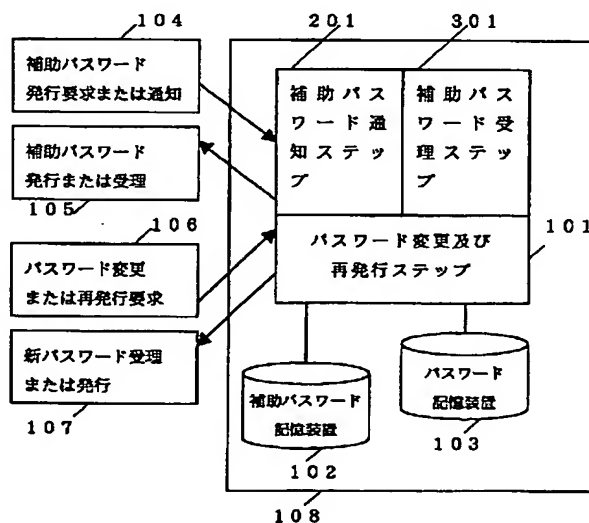 104
補助パスワード
発行要求または通知
補助パスワード
発行または受理
105
106
パスワード変更
または再発行要求
新パスワード受理
または発行
107
201
301
補助パス
ワード通
知ステッ
プ
補助パス
ワード受
理ステッ
プ
パスワード変更及び
再発行ステップ
101
補助パスワード
記憶装置
102
パスワード
記憶装置
103
108